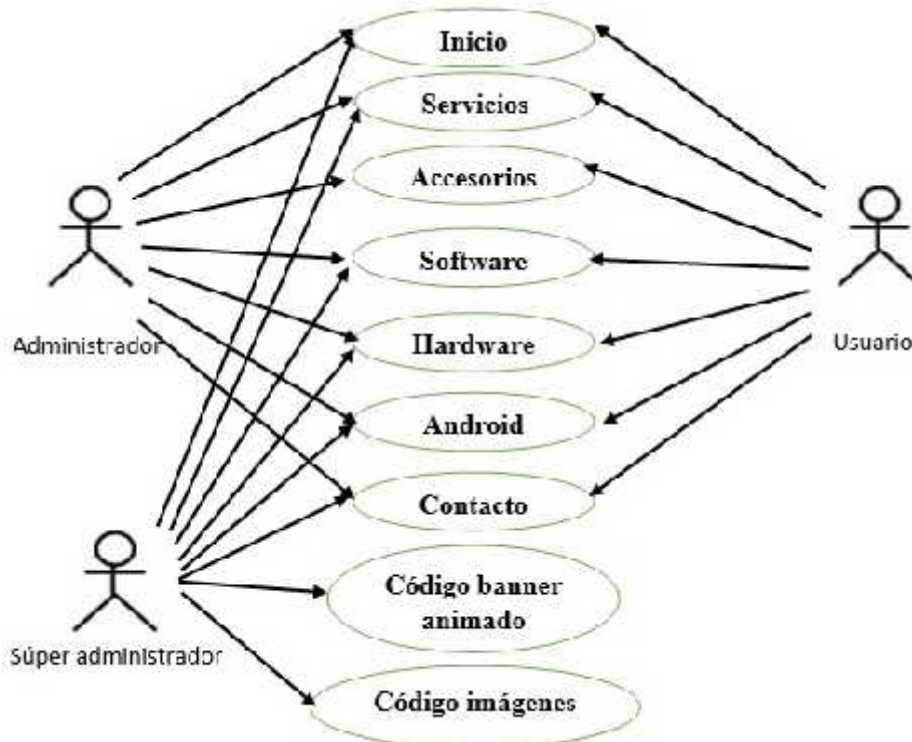 Inicio
Servicios
Accesorios
Software
Hardware
Administrador
Usuario
Android
Contacto
Código banner
animado
Súper administrador
Código imágenes